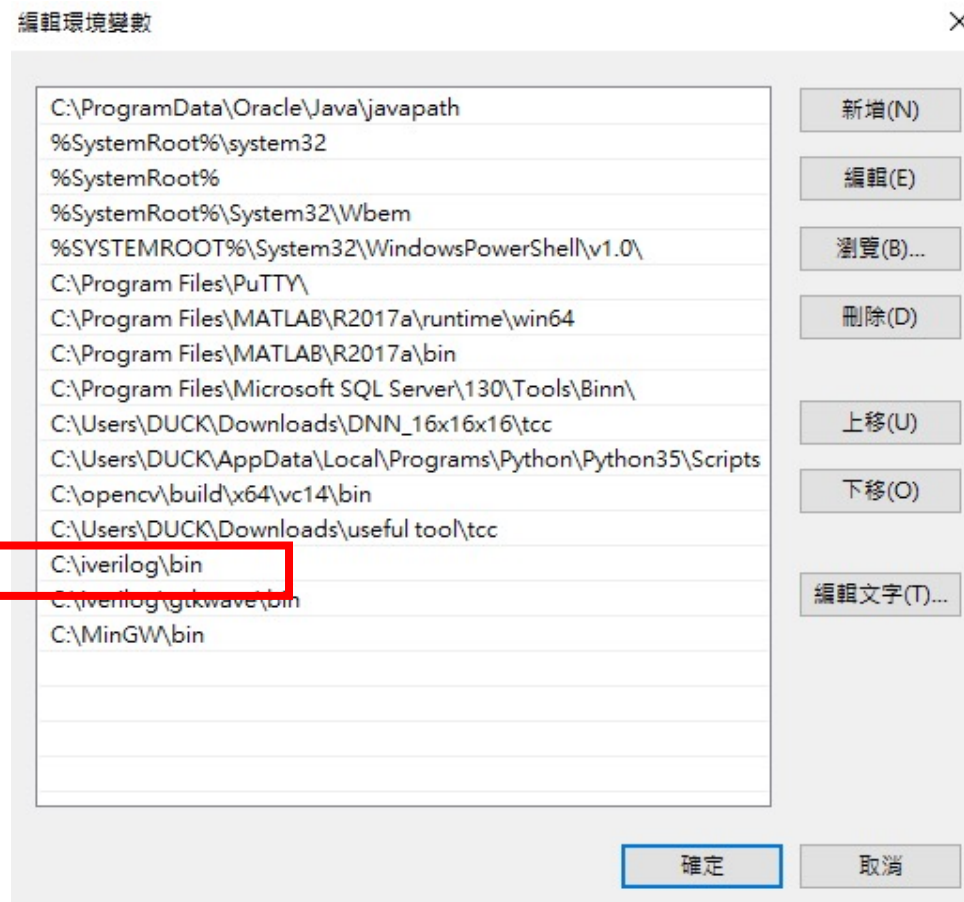 編輯環境變數
C:\ProgramData\Oracle\Java\javapath
%SystemRoot%\system32
%SystemRoot%
%SystemRoot%\System32\Wbem
%SYSTEMROOT%\System32\WindowsPowerShell\v1.0\
C:\Program Files\PuTTY\
C:\Program Files\MATLAB\R2017a\runtime\win64
C:\Program Files\MATLAB\R2017a\bin
C:\Program Files\Microsoft SQL Server\130\Tools\Binn\
C:\Users\DUCK\Downloads\DNN_16x16x16\tcc
C:\Users\DUCK\AppData\Local\Programs\Python\Python35\Scripts
C:\opencv\build\x64\vc14\bin
C:\Users\DUCK\Downloads\useful tool\tcc
C:\iverilog\bin
C:\iverilog\gtkwave\bin
C:\MinGW\bin
新增(N)
編輯(E)
瀏覽(B)...
刪除(D)
上移(U)
下移(O)
編輯文字(T)...
確定
取消